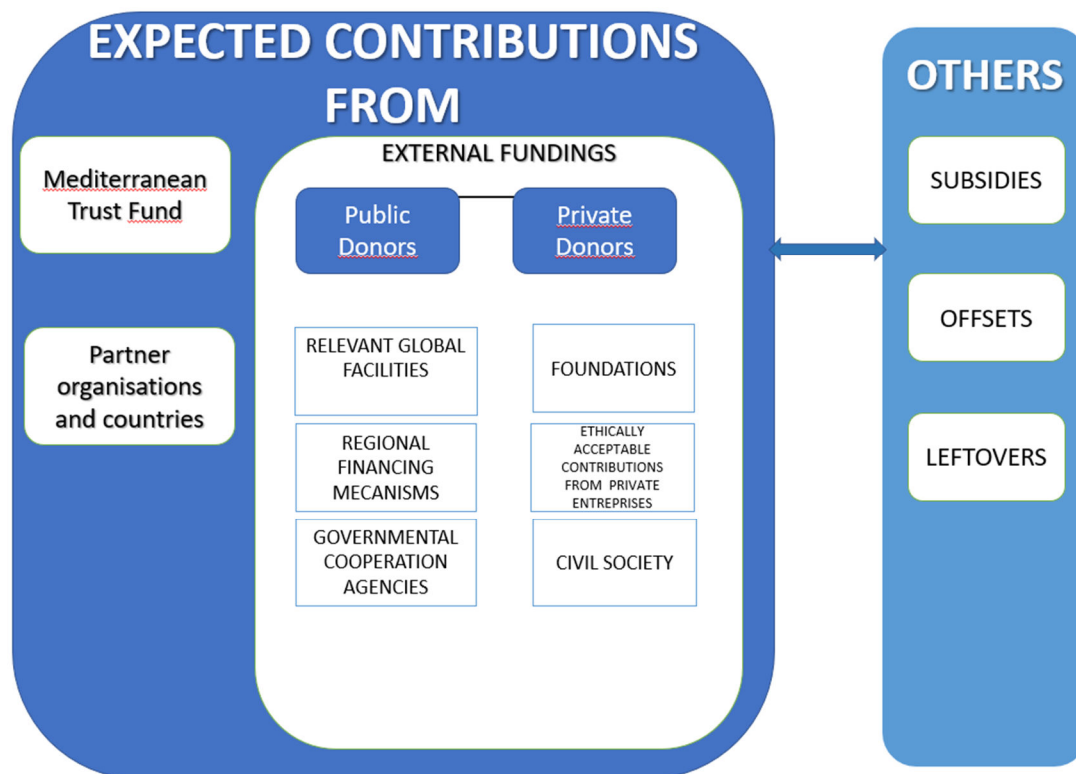 EXPECTED CONTRIBUTIONS
FROM
Mediterranean
Trust Fund
Partner
organisations
and countries
EXTERNAL FUNDINGS
Public
Donors
Private
Donors
RELEVANT GLOBAL
FACILITIES
REGIONAL
FINANCING
MECANISMS
GOVERNMENTAL
COOPERATION
AGENCIES
FOUNDATIONS
ETHICALLY
ACCEPTABLE
CONTRIBUTIONS
FROM PRIVATE
ENTREPRISES
CIVIL SOCIETY
OTHERS
SUBSIDIES
OFFSETS
LEFTOVERS